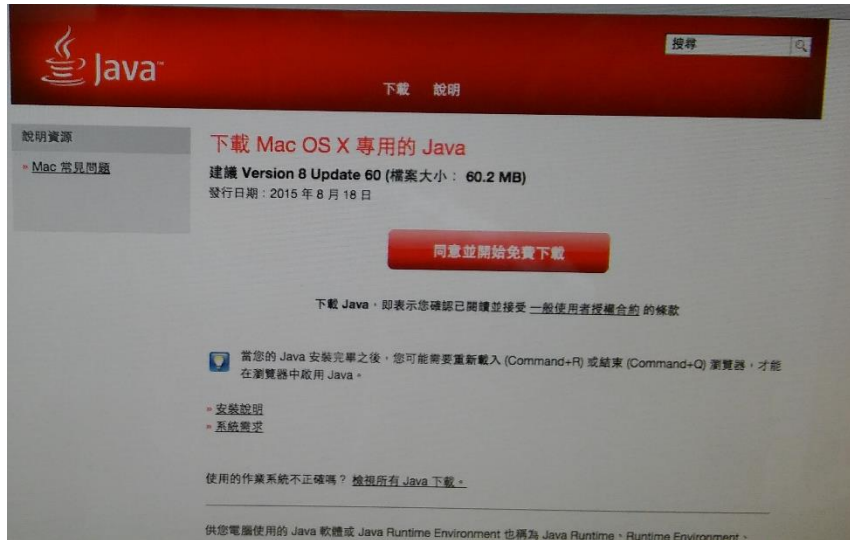 Java™
搜尋
下載 說明
說明資源
» Mac 常見問題
下載 Mac OS X 專用的 Java
建議 Version 8 Update 60 (檔案大小： 60.2 MB)
發行日期：2015 年 8 月 18 日
同意並開始免費下載
下載 Java，即表示您確認已閱讀並接受 一般使用者授權合約 的條款
當您的 Java 安裝完畢之後，您可能需要重新載入 (Command+R) 或結束 (Command+Q) 瀏覽器，才能
在瀏覽器中啟用 Java。
» 安裝說明
» 系統需求
使用的作業系統不正確嗎？ 檢視所有 Java 下載。
供您電腦使用的 Java 軟體或 Java Runtime Environment 也稱為 Java Runtime、Runtime Environment、